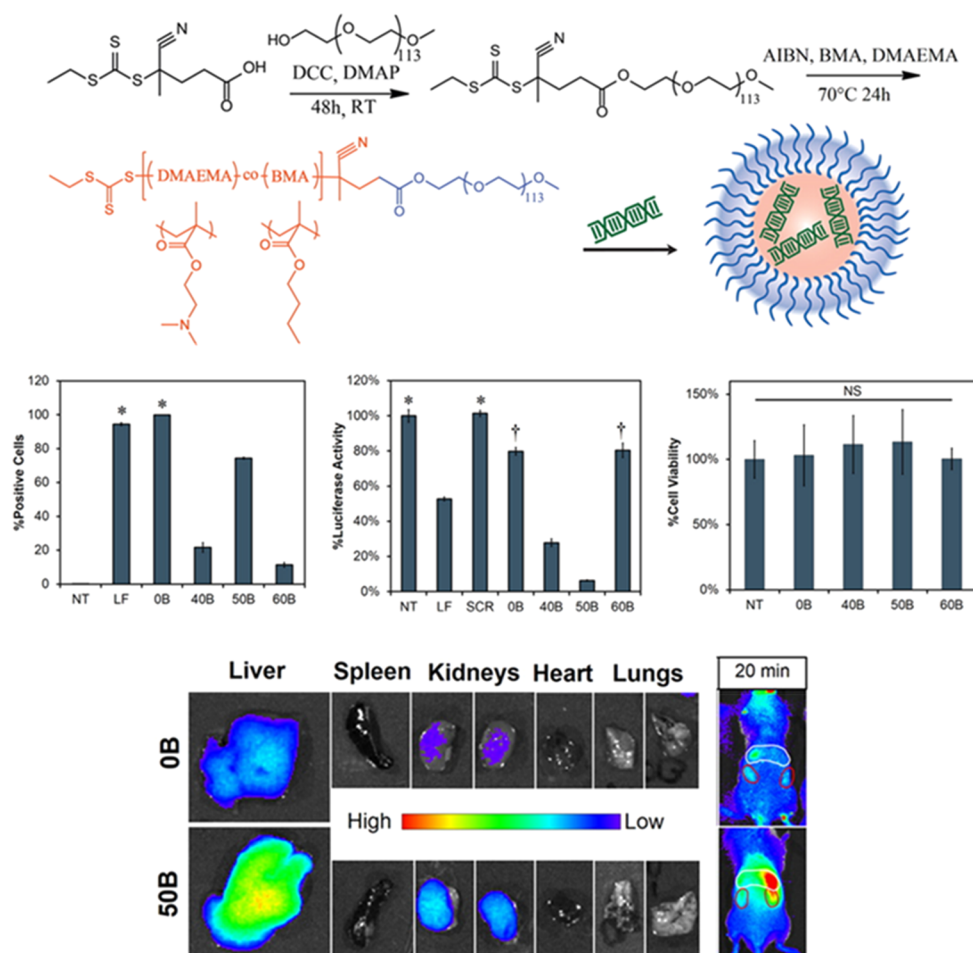 S
S
S
N
O
OH
HO
O
113
O
DCC, DMAP
48h, RT
S
S
S
N
O
O
O
113
O
AIBN, BMA, DMAEMA
70°C 24h
S
S
S
(DMAEMA) co (BMA)
N
O
O
O
113
O
O
O
N
O
O
120
100
80
60
40
20
0
%Positive Cells
*
*
NT LF 0B 40B 50B 60B
120%
100%
80%
60%
40%
20%
0%
%Luciferase Activity
*
*
†
†
NT LF SCR 0B 40B 50B 60B
150%
100%
50%
0%
%Cell Viability
NS
NT 0B 40B 50B 60B
Liver Spleen Kidneys Heart Lungs
20 min
0B
High Low
50B